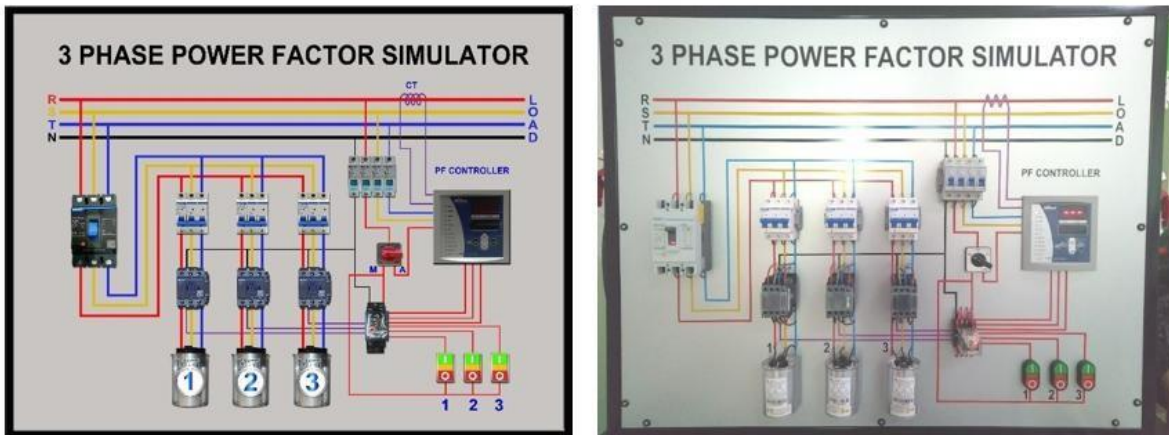 3 PHASE POWER FACTOR SIMULATOR
CT
R
S
T
N
L
O
A
D
PF CONTROLLER
M
A
1
2
3
1
2
3
3 PHASE POWER FACTOR SIMULATOR
R
S
T
N
L
O
A
D
PF CONTROLLER
1
2
3
1
2
3